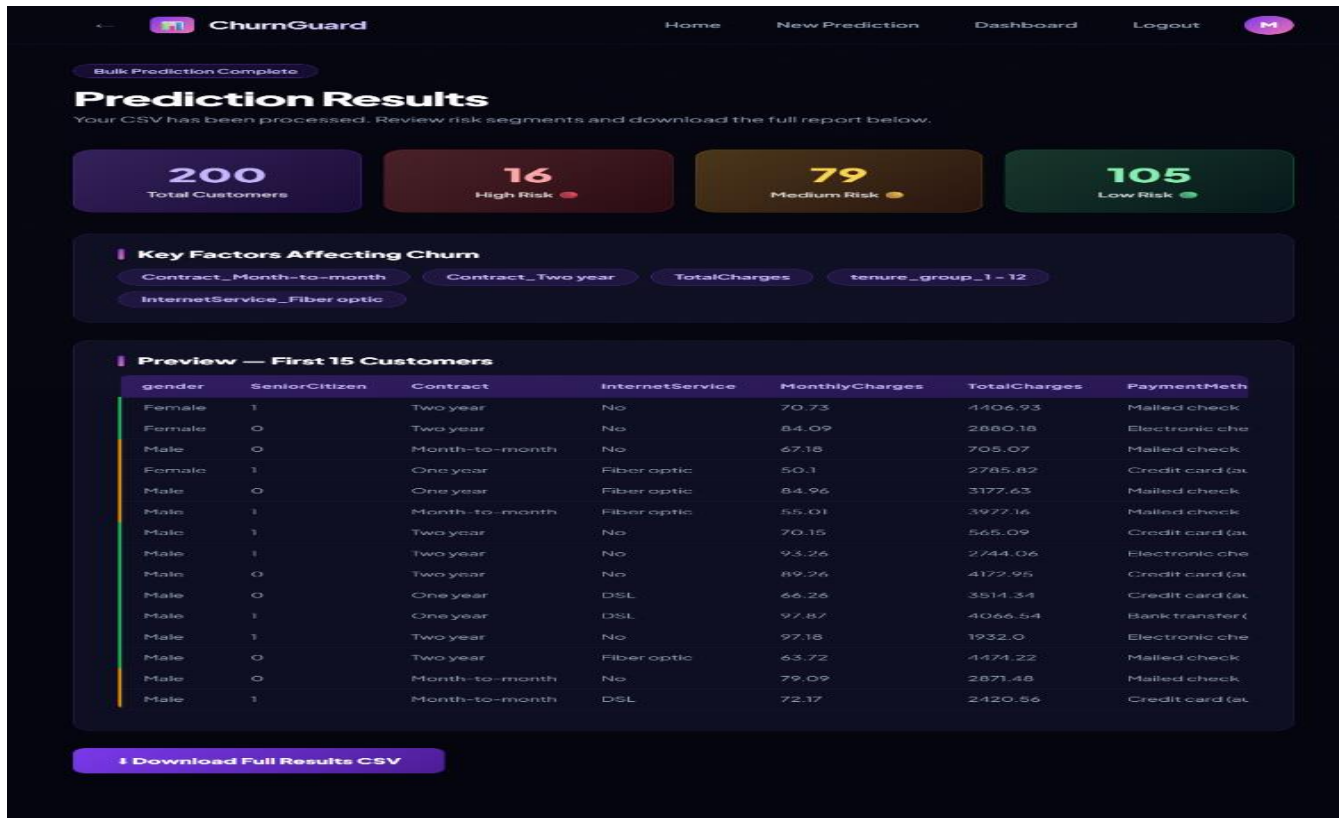 ← ChurnGuard Home New Prediction Dashboard Logout M
Bulk Prediction Complete
Prediction Results
Your CSV has been processed. Review risk segments and download the full report below.
200 16 79 105
Total Customers High Risk Medium Risk Low Risk
Key Factors Affecting Churn
Contract_Month-to-month Contract_Two year TotalCharges tenure_group_1 - 12
InternetService_Fiber optic
Preview — First 15 Customers
gender SeniorCitizen Contract InternetService MonthlyCharges TotalCharges PaymentMeth
Female 1 Two year No 70.73 4406.93 Mailed check
Female 0 Two year No 84.09 2880.18 Electronic che
Male 0 Month-to-month No 67.18 705.07 Mailed check
Female 1 One year Fiber optic 50.1 2785.82 Credit card (au
Male 0 One year Fiber optic 84.96 3177.63 Mailed check
Male 1 Month-to-month Fiber optic 55.01 3977.16 Mailed check
Male 1 Two year No 70.15 565.09 Credit card (au
Male 1 Two year No 93.26 2744.06 Electronic che
Male 0 Two year No 89.26 4172.95 Credit card (au
Male 0 One year DSL 66.26 3514.34 Credit card (au
Male 1 One year DSL 97.87 4066.54 Bank transfer (
Male 1 Two year No 97.18 1932.0 Electronic che
Male 0 Two year Fiber optic 63.72 4474.22 Mailed check
Male 0 Month-to-month No 79.09 2871.48 Mailed check
Male 1 Month-to-month DSL 72.17 2420.56 Credit card (au
⬇ Download Full Results CSV